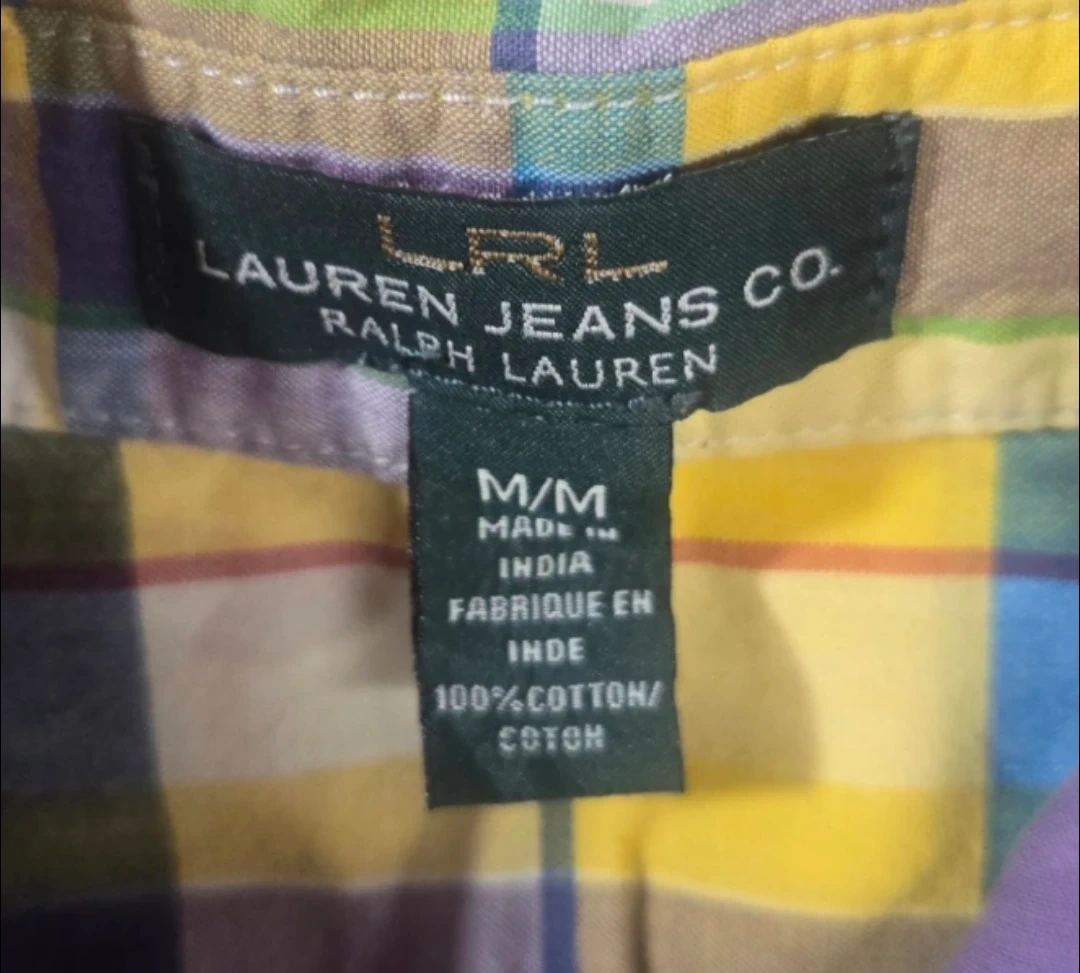 LRL
LAUREN JEANS CO.
RALPH LAUREN
M/M
MADE IN
INDIA
FABRIQUE EN
INDE
100%COTTON/
COTON